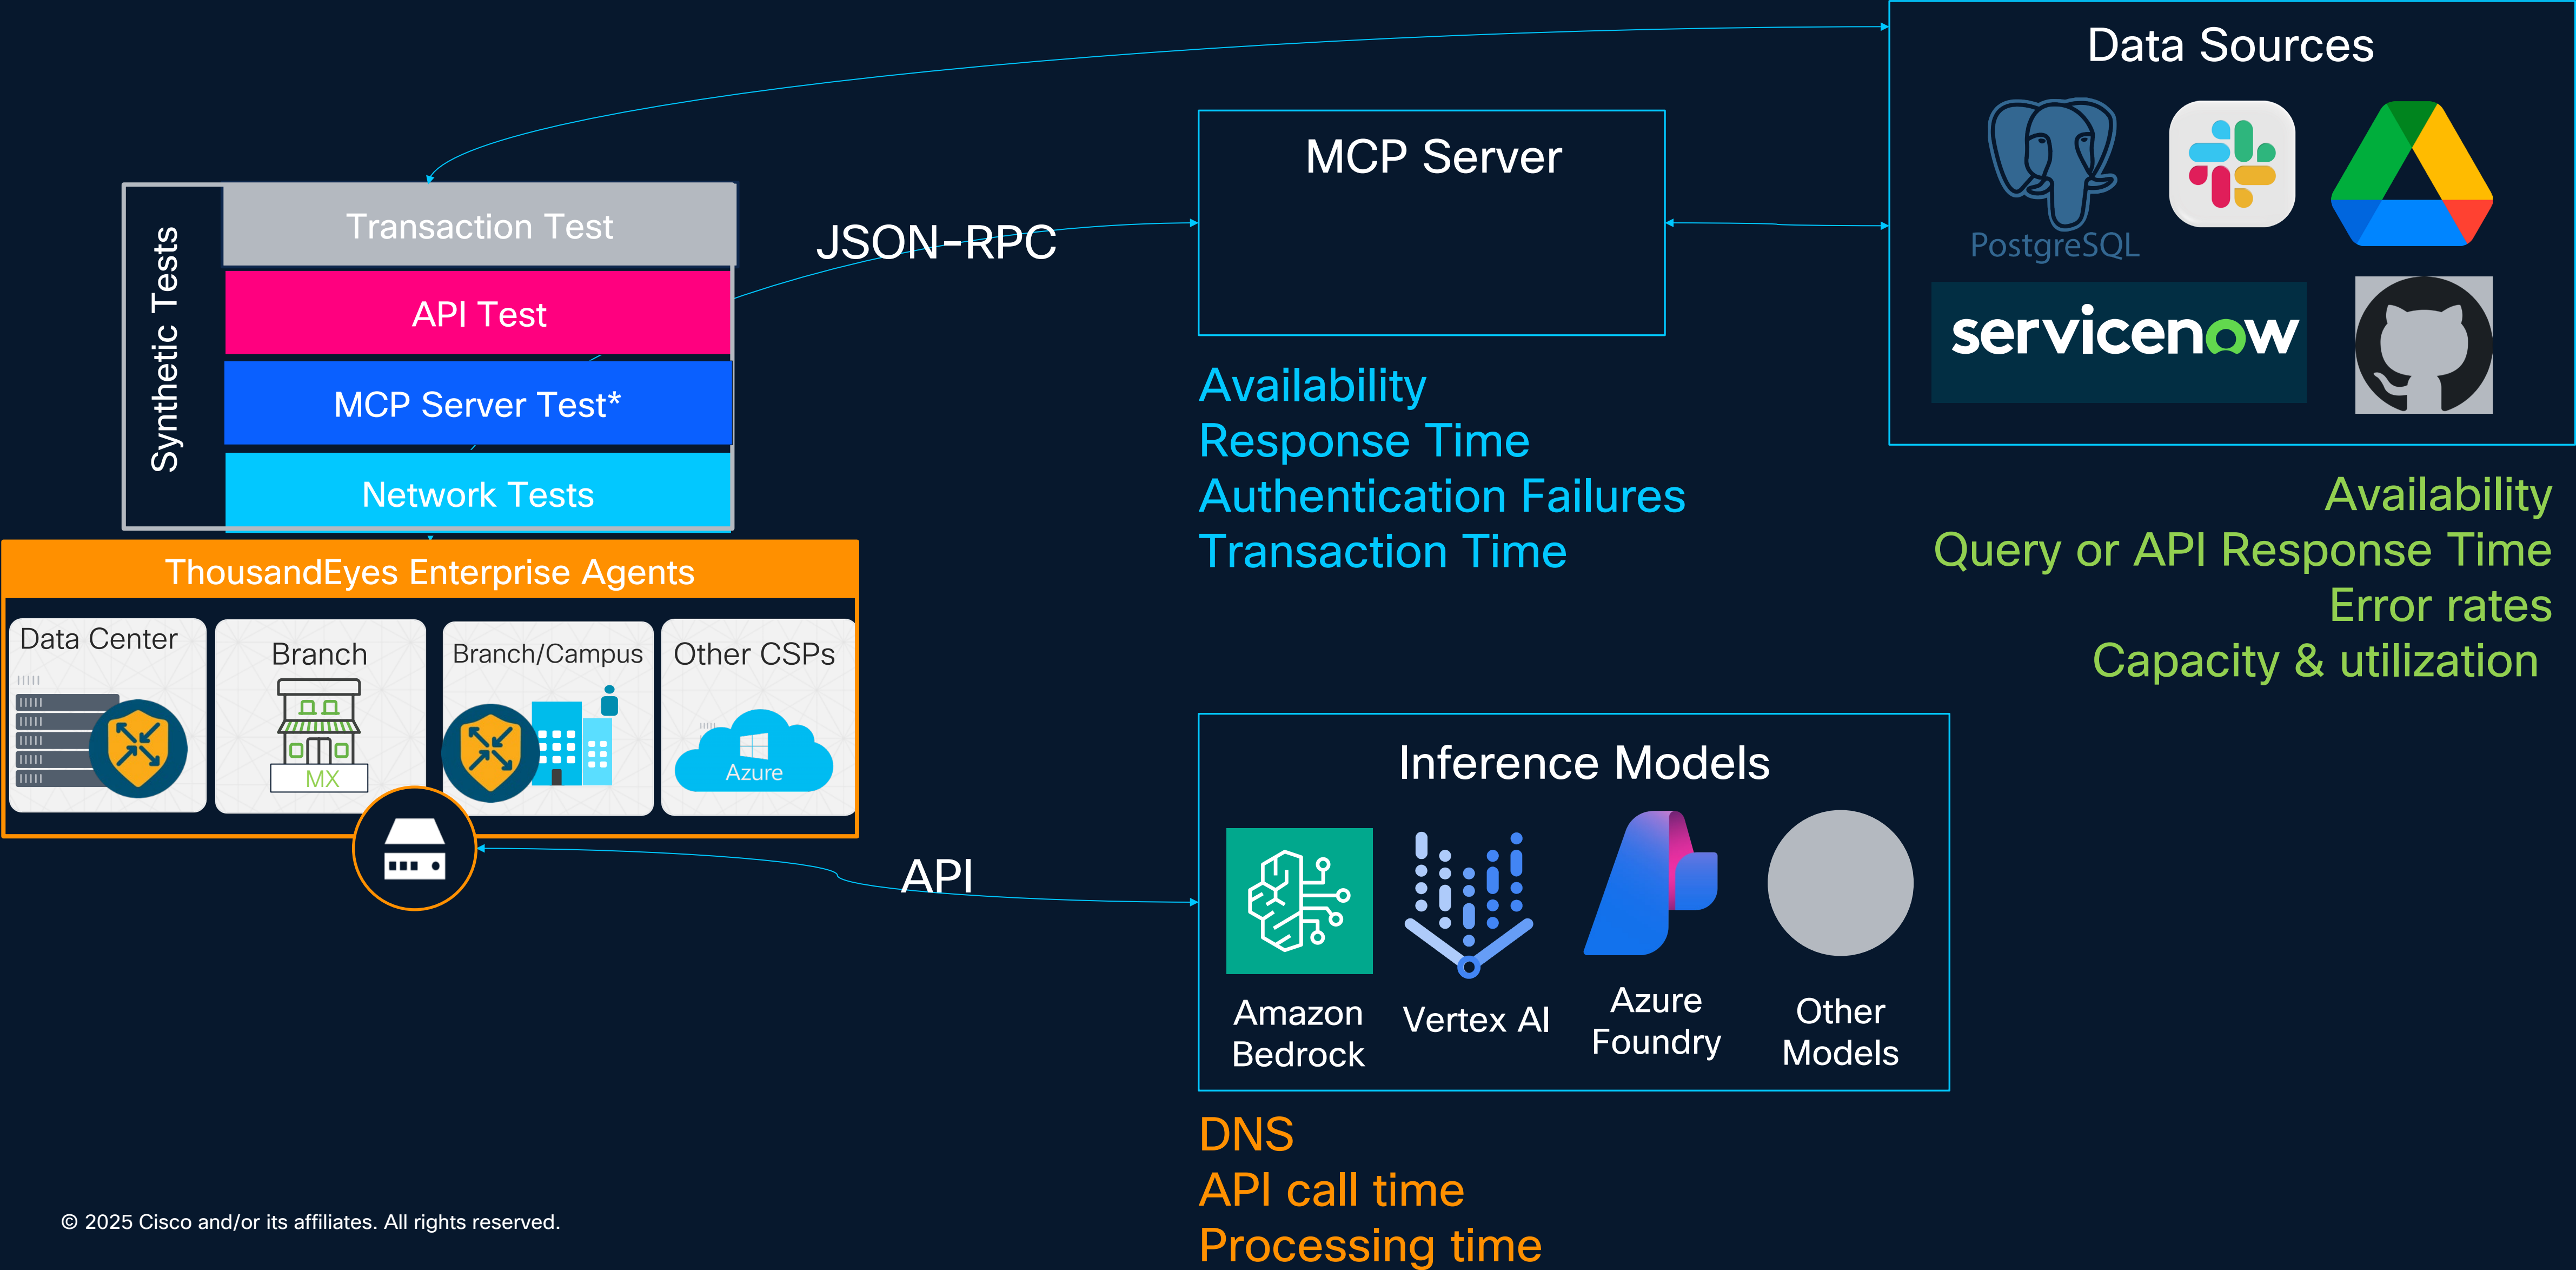 Data Sources
PostgreSQL
servicenow
Availability
Query or API Response Time
Error rates
Capacity & utilization
MCP Server
Availability
Response Time
Authentication Failures
Transaction Time
JSON-RPC
Synthetic Tests
Transaction Test
API Test
MCP Server Test*
Network Tests
ThousandEyes Enterprise Agents
Data Center
Branch
MX
Branch/Campus
Other CSPs
Azure
API
Inference Models
Amazon
Bedrock
Vertex AI
Azure
Foundry
Other
Models
DNS
API call time
Processing time
© 2025 Cisco and/or its affiliates. All rights reserved.